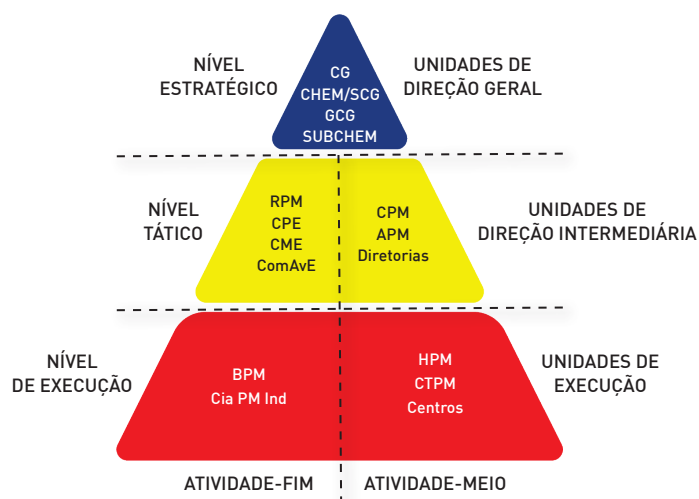 NÍVEL
ESTRATÉGICO
CG
CHEM/SCG
GCG
SUBCHEM
UNIDADES DE
DIREÇÃO GERAL
NÍVEL
TÁTICO
RPM
CPE
CME
ComAvE
CPM
APM
Diretorias
UNIDADES DE
DIREÇÃO INTERMEDIÁRIA
NÍVEL
DE EXECUÇÃO
BPM
Cia PM Ind
HPM
CTPM
Centros
UNIDADES DE
EXECUÇÃO
ATIVIDADE-FIM
ATIVIDADE-MEIO